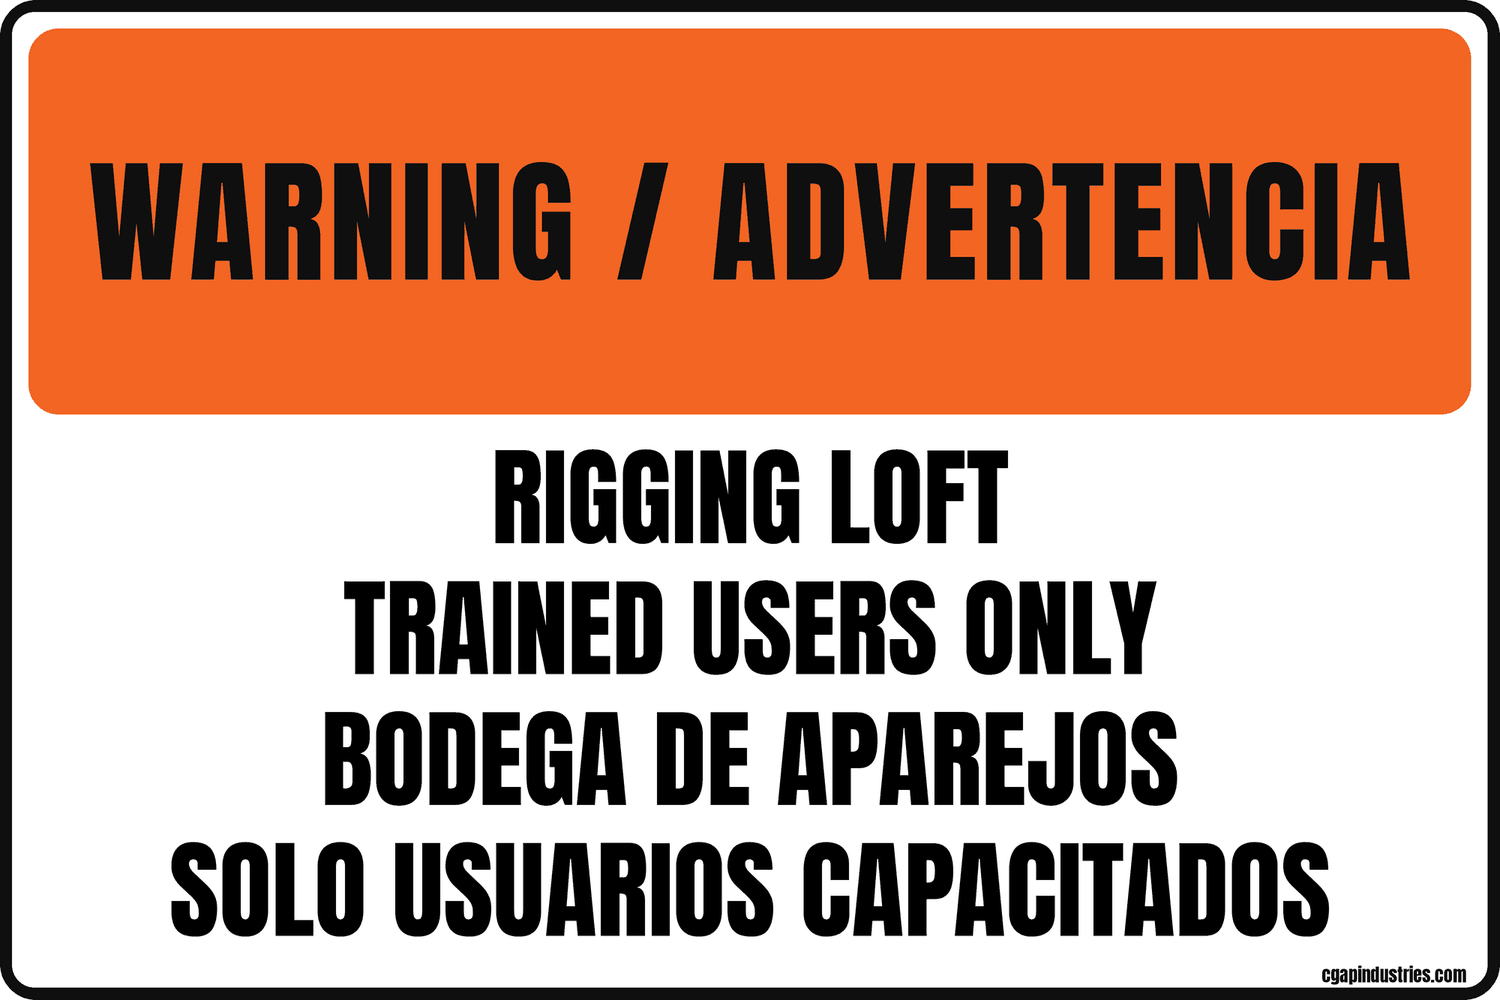 WARNING / ADVERTENCIA
RIGGING LOFT
TRAINED USERS ONLY
BODEGA DE APAREJOS
SOLO USUARIOS CAPACITADOS
cgapindustries.com